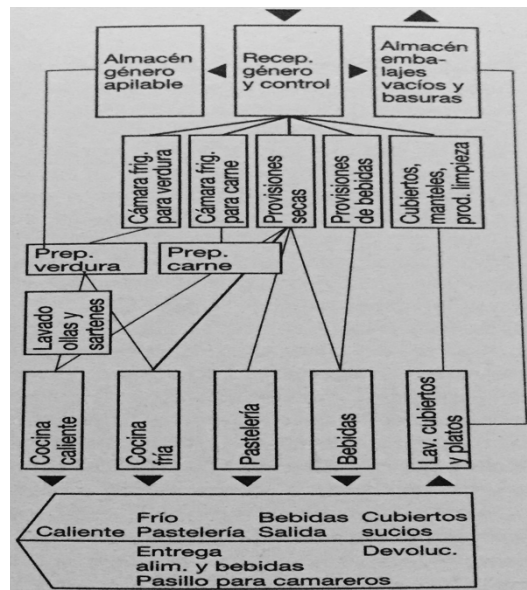 Almacén
género
apilable
Recep.
género
y control
Almacén
emba-
lajes
vacíos y
basuras
Cámara frig.
para verdura
Cámara frig.
para carne
Provisiones
secas
Provisiones
de bebidas
Cubiertos,
manteles,
prod. limpieza
Prep.
verdura
Prep.
carne
Lavado
ollas y
sartenes
Cocina
caliente
Cocina
fría
Pastelería
Bebidas
Lav. cubiertos
y platos
Caliente
Frío
Pastelería
Bebidas
Salida
Cubiertos
sucios
Entrega
alim. y bebidas
Pasillo para camareros
Devoluc.